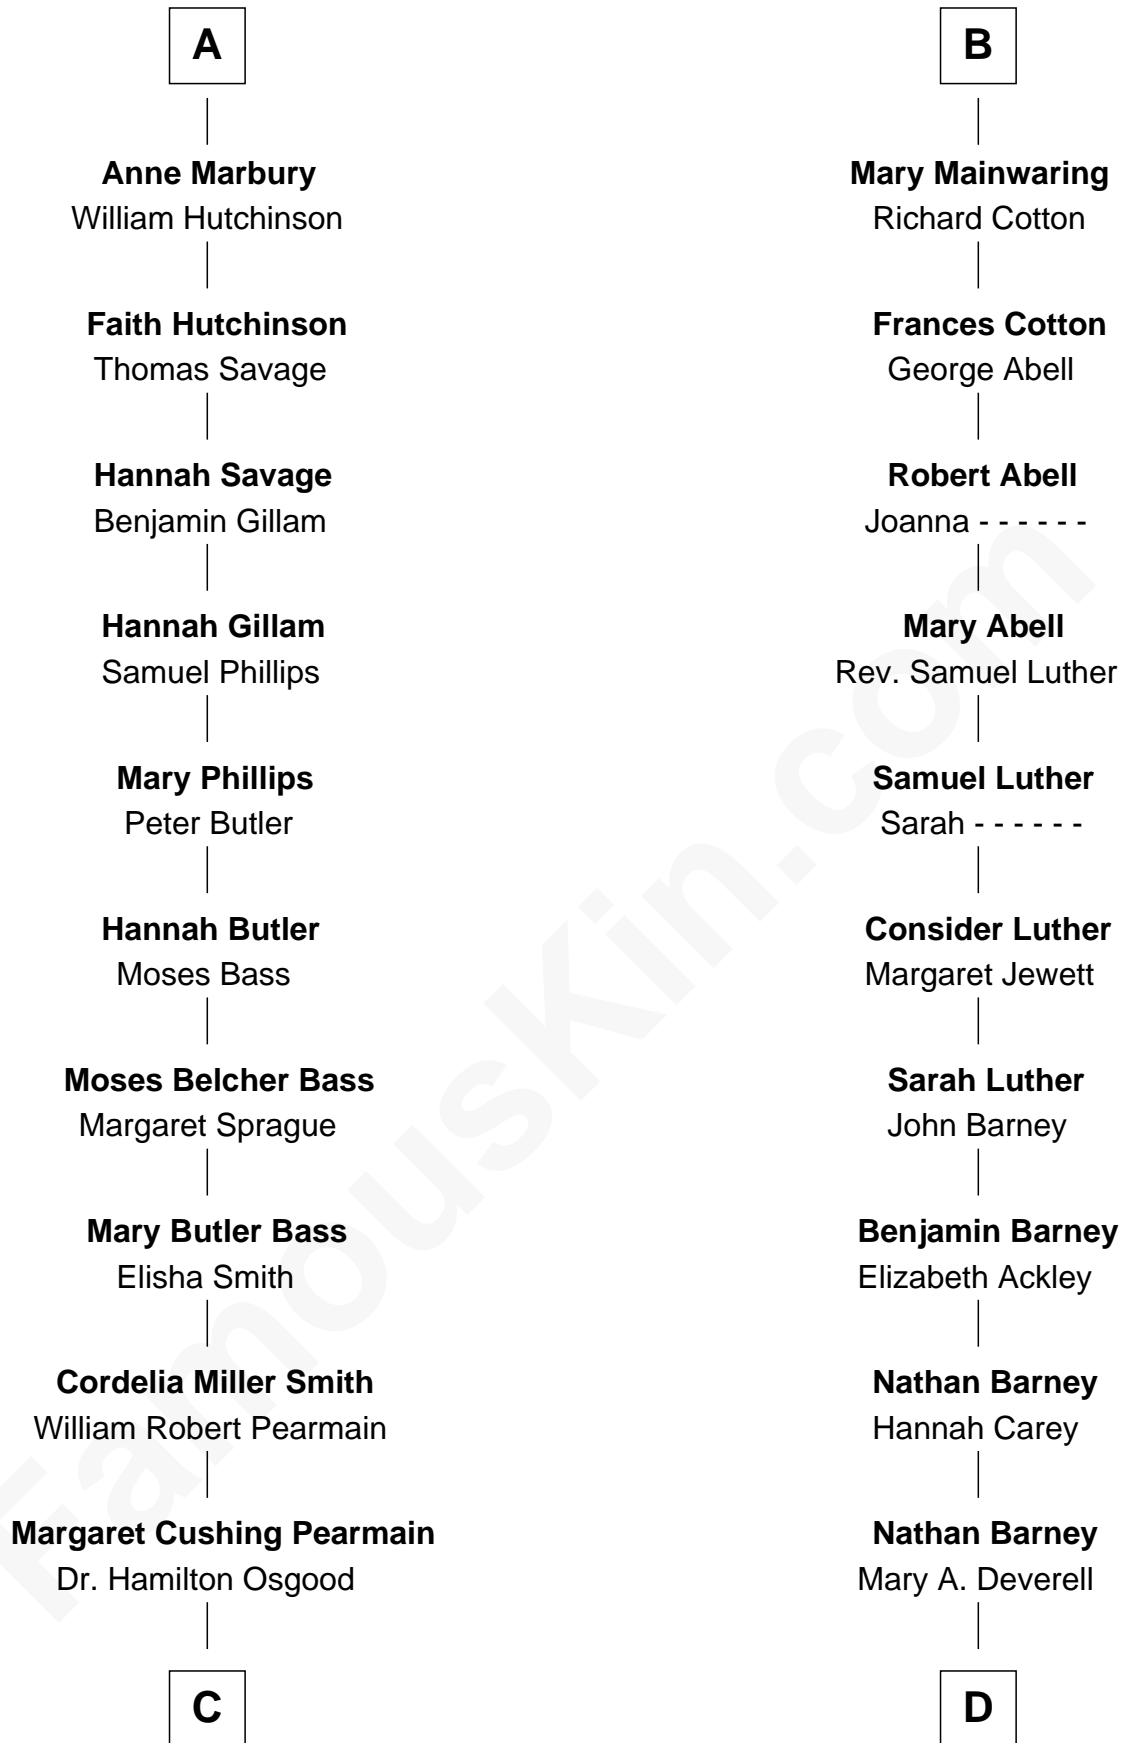 A
Anne Marbury
William Hutchinson
Faith Hutchinson
Thomas Savage
Hannah Savage
Benjamin Gillam
Hannah Gillam
Samuel Phillips
Mary Phillips
Peter Butler
Hannah Butler
Moses Bass
Moses Belcher Bass
Margaret Sprague
Mary Butler Bass
Elisha Smith
Cordelia Miller Smith
William Robert Pearmain
Margaret Cushing Pearmain
Dr. Hamilton Osgood
C
B
Mary Mainwaring
Richard Cotton
Frances Cotton
George Abell
Robert Abell
Joanna - - - - - -
Mary Abell
Rev. Samuel Luther
Samuel Luther
Sarah - - - - - -
Consider Luther
Margaret Jewett
Sarah Luther
John Barney
Benjamin Barney
Elizabeth Ackley
Nathan Barney
Hannah Carey
Nathan Barney
Mary A. Deverell
D
FamousKin.com